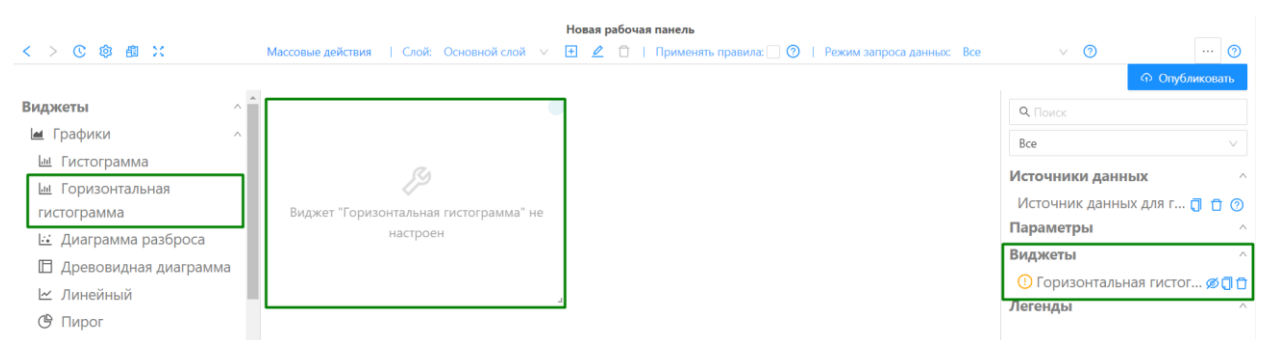 Новая рабочая панель
Массовые действия | Слой: Основной слой | Применять правила: | Режим запроса данных: Все
Опубликовать
Виджеты
Графики
Гистограмма
Горизонтальная
гистограмма
Диаграмма разброса
Древовидная диаграмма
Линейный
Пирог
Виджет "Горизонтальная гистограмма" не
настроен
Поиск
Все
Источники данных
Источник данных для г...
Параметры
Виджеты
Горизонтальная гистог...
Легенды